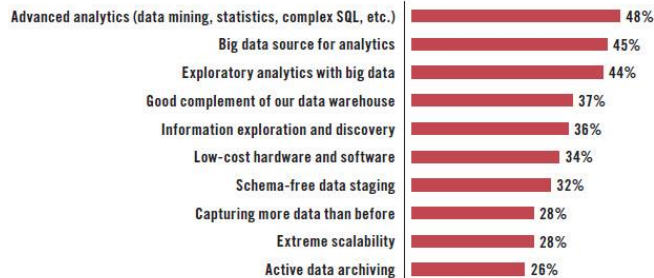 Advanced analytics (data mining, statistics, complex SQL, etc.) 48%
Big data source for analytics 45%
Exploratory analytics with big data 44%
Good complement of our data warehouse 37%
Information exploration and discovery 36%
Low-cost hardware and software 34%
Schema-free data staging 32%
Capturing more data than before 28%
Extreme scalability 28%
Active data archiving 26%